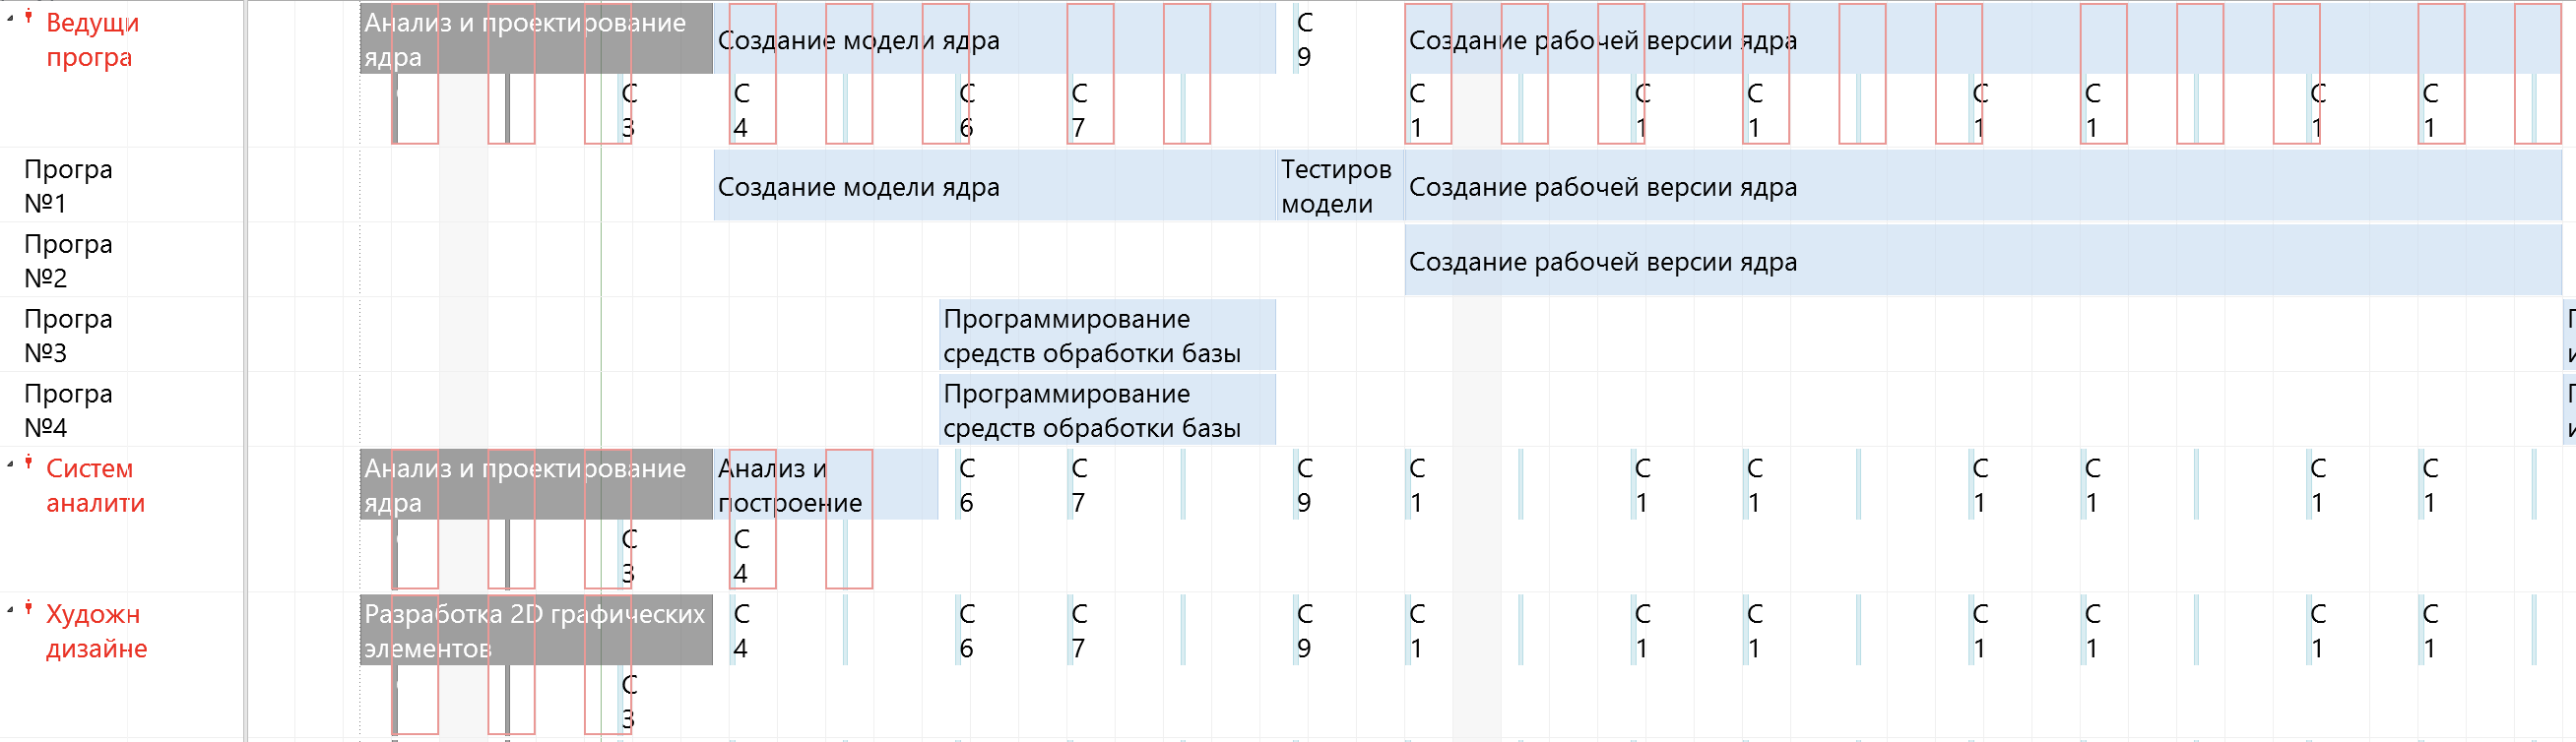 Ведущи
програ
Анализ и проектирование
ядра
Создание модели ядра
С
9
Создание рабочей версии ядра
С
3
С
4
С
6
С
7
С
1
С
1
С
1
С
1
С
1
С
1
С
1
Програ
№1
Создание модели ядра
Тестиров
модели
Создание рабочей версии ядра
Програ
№2
Создание рабочей версии ядра
Програ
№3
Программирование
средств обработки базы
Програ
№4
Программирование
средств обработки базы
Систем
аналити
Анализ и проектирование
ядра
Анализ и
построение
С
6
С
7
С
9
С
1
С
1
С
1
С
1
С
1
С
1
С
1
С
3
С
4
Художн
дизайне
Разработка 2D графических
элементов
С
4
С
6
С
7
С
9
С
1
С
1
С
1
С
1
С
1
С
1
С
1
С
3